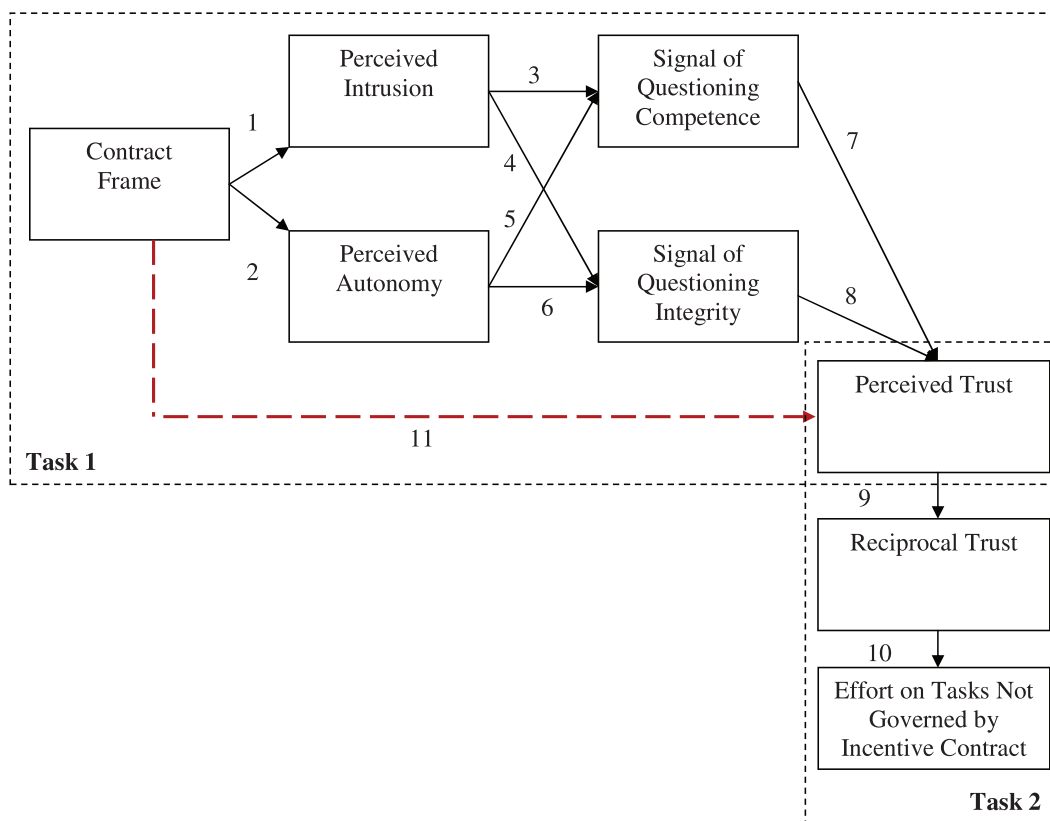 Perceived
Intrusion
Signal of
Questioning
Competence
3
1
7
Contract
Frame
4
5
2
Perceived
Autonomy
Signal of
Questioning
Integrity
6
8
Perceived Trust
11
Task 1
9
Reciprocal Trust
10
Effort on Tasks Not
Governed by
Incentive Contract
Task 2